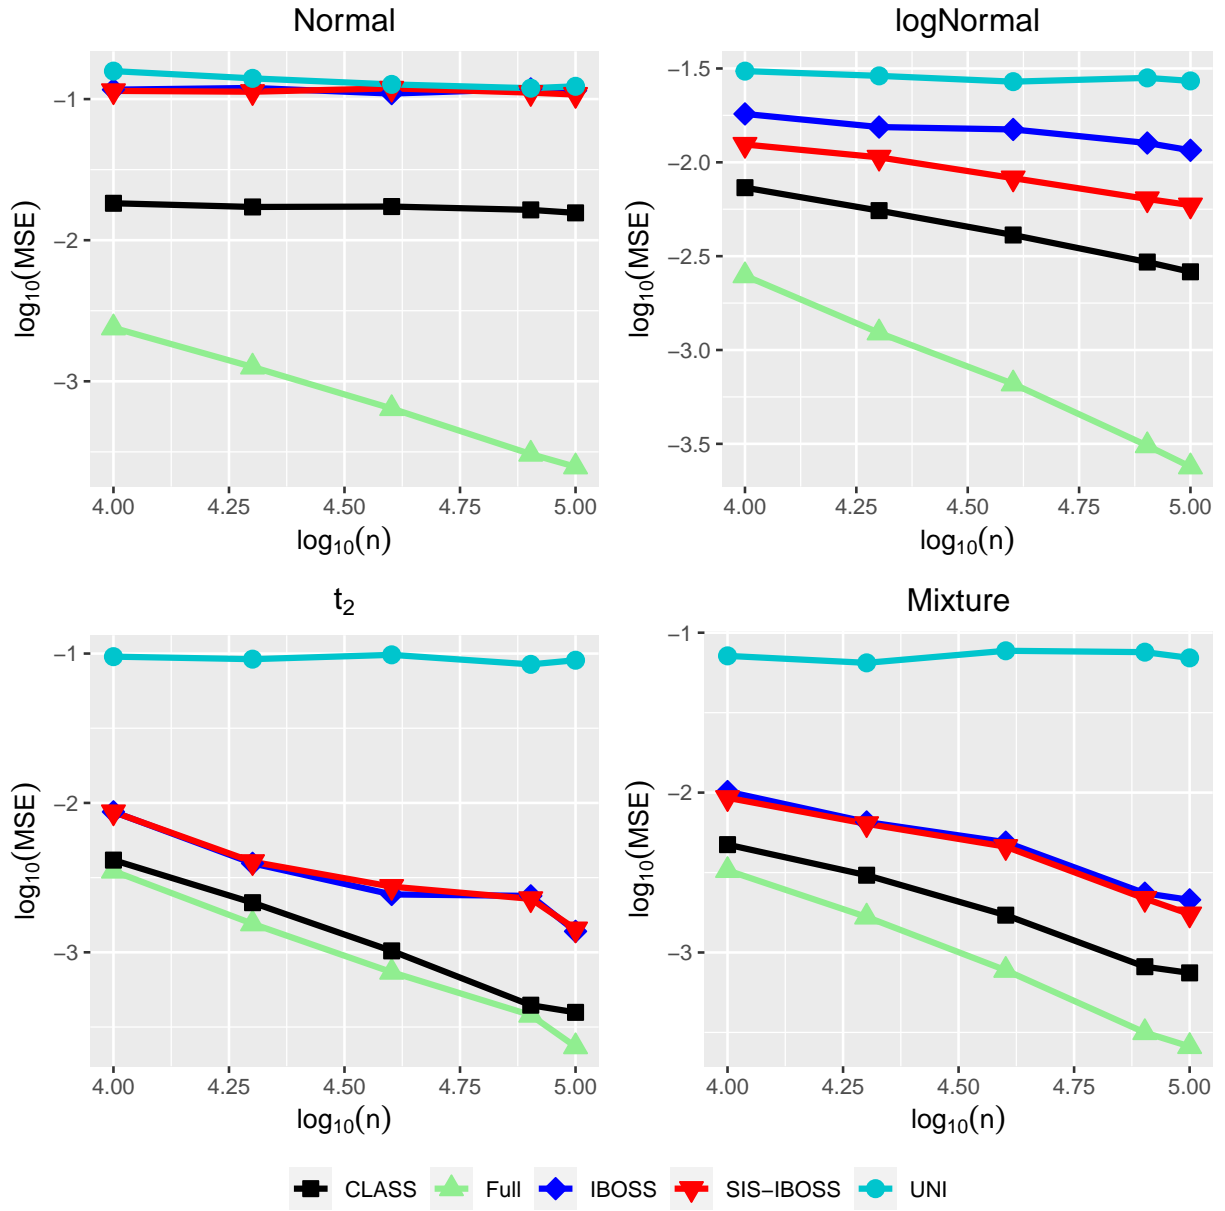 Normal
−1
−2
−3
log₁₀(MSE)
4.00 4.25 4.50 4.75 5.00
log₁₀(n)
logNormal
−1.5
−2.0
−2.5
−3.0
−3.5
log₁₀(MSE)
4.00 4.25 4.50 4.75 5.00
log₁₀(n)
t₂
−1
−2
−3
log₁₀(MSE)
4.00 4.25 4.50 4.75 5.00
log₁₀(n)
Mixture
−1
−2
−3
log₁₀(MSE)
4.00 4.25 4.50 4.75 5.00
log₁₀(n)
CLASS Full IBOSS SIS−IBOSS UNI